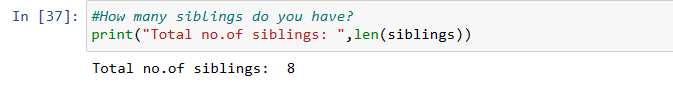 In [37]: #How many siblings do you have?
print("Total no.of siblings: ",len(siblings))
Total no.of siblings:  8